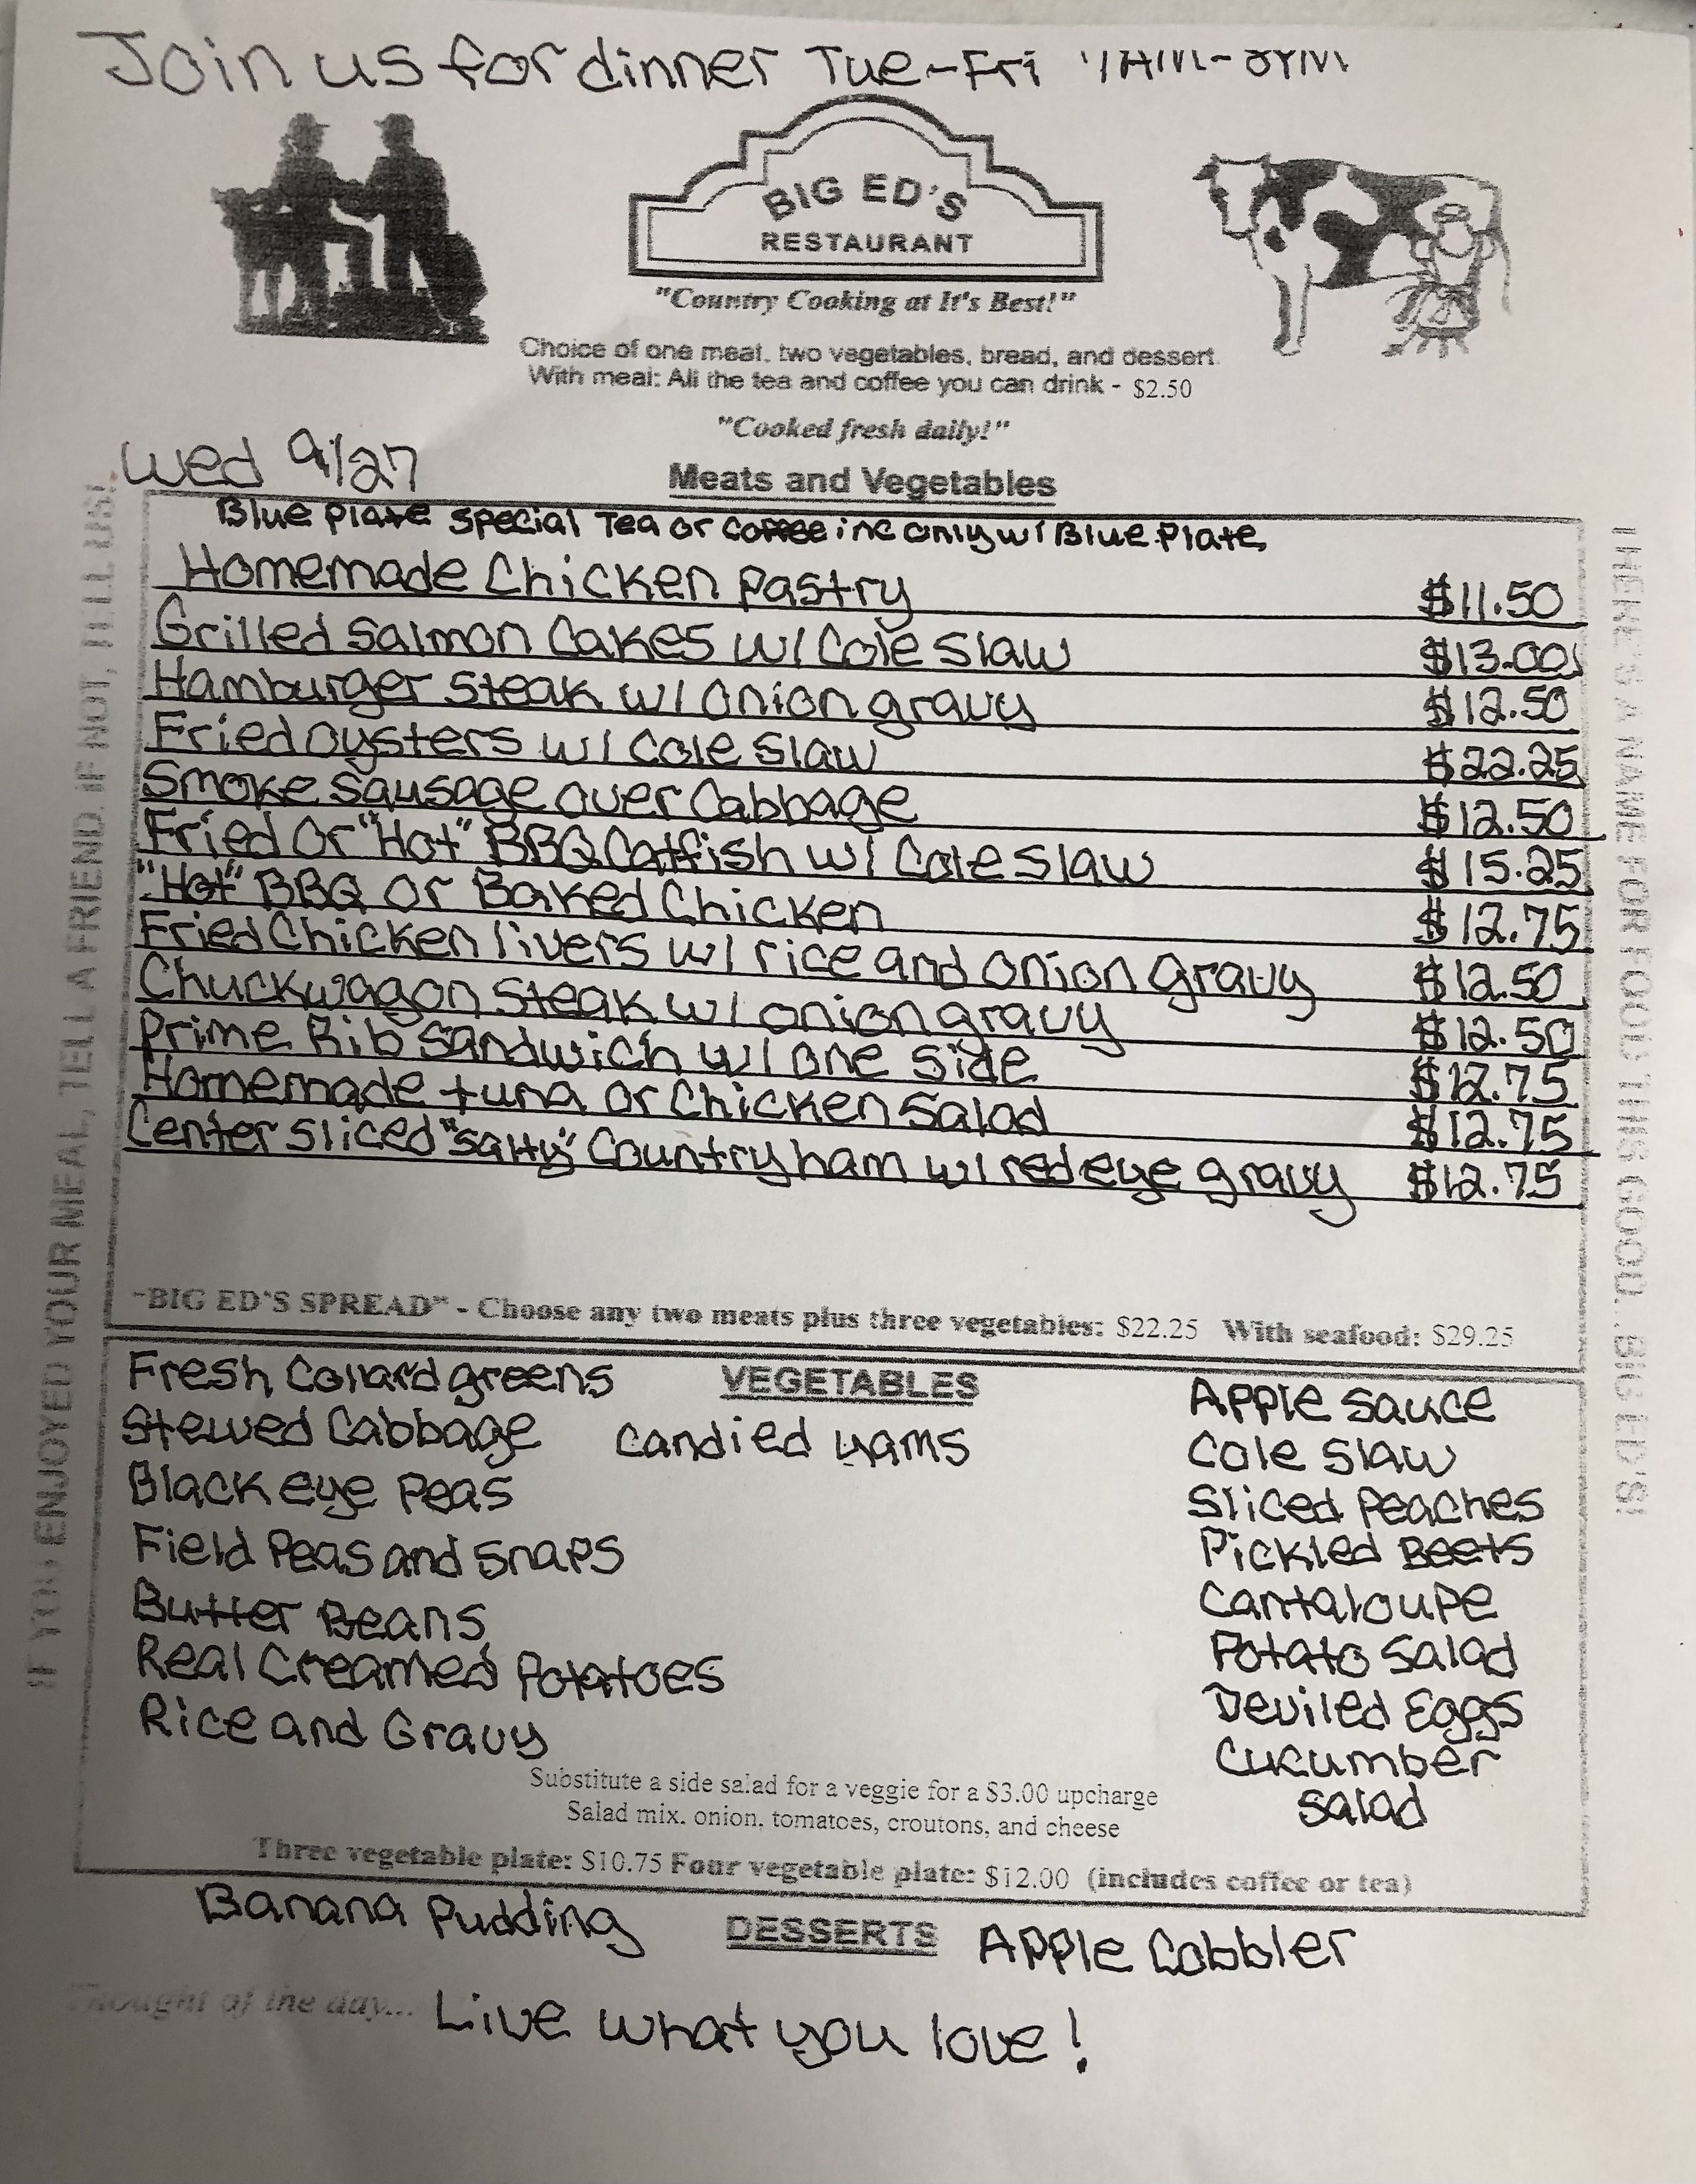 Join us for dinner Tue-Fri
BIG ED'S
RESTAURANT
"Country Cooking at It's Best!"
Choice of one meat, two vegetables, bread, and dessert.
With meal: All the tea and coffee you can drink - $2.50
"Cooked fresh daily!"
Wed 9/27
Meats and Vegetables
Blue Plate Special Tea or Coffee inc only w/ Blue Plate
Homemade Chicken Pastry $11.50
Grilled Salmon Cakes w/ Cole Slaw $13.00
Hamburger Steak w/ Onion gravy $12.50
Fried Oysters w/ Cole Slaw $22.25
Smoke Sausage over Cabbage $12.50
Fried Or "Hot" BBQ Catfish w/ Cole Slaw $15.25
"Hot" BBQ or Baked Chicken $12.75
Fried Chicken livers w/ rice and onion gravy $12.50
Chuckwagon Steak w/ onion gravy $12.50
Prime Rib Sandwich w/ one side $12.75
Homemade tuna or Chicken Salad $12.75
Center Sliced "Salty" Country ham w/ red eye gravy $12.75
"BIG ED'S SPREAD" - Choose any two meats plus three vegetables: $22.25 With seafood: $29.25
VEGETABLES
Fresh Collard greens
Stewed Cabbage
Black eye Peas
Field Peas and Snaps
Butter Beans
Real Creamed Potatoes
Rice and Gravy
Candied yams
Apple Sauce
Cole Slaw
Sliced Peaches
Pickled Beets
Cantaloupe
Potato Salad
Deviled Eggs
Cucumber
Salad
Substitute a side salad for a veggie for a $3.00 upcharge
Salad mix, onion, tomatoes, croutons, and cheese
Three vegetable plate: $10.75 Four vegetable plate: $12.00 (includes coffee or tea)
DESSERTS
Banana Pudding
Apple Cobbler
Thought of the day... Live what you love!
IF YOU ENJOYED YOUR MEAL, TELL A FRIEND. IF NOT, TELL US!
THERE'S A NAME FOR FOOD THIS GOOD...BIG ED'S!